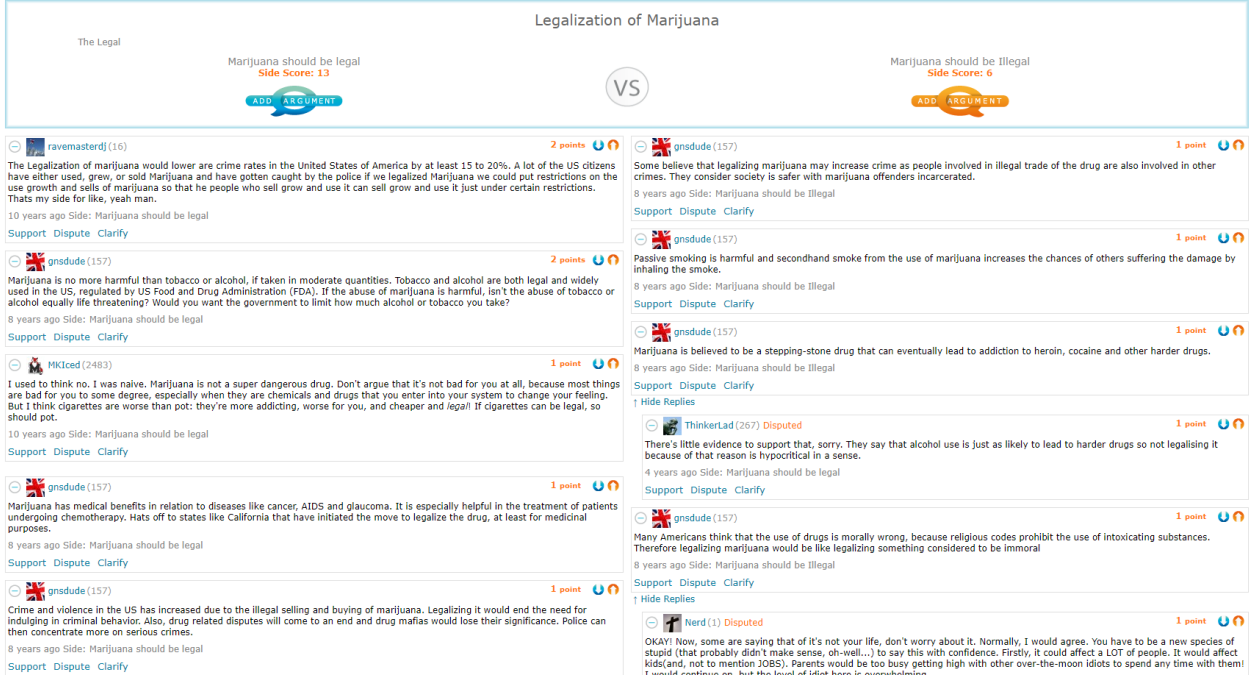 Legalization of Marijuana
The Legal
Marijuana should be legal
Side Score: 13
ADD ARGUMENT
VS
Marijuana should be Illegal
Side Score: 6
ADD ARGUMENT
ravemasterdj (16)
2 points
The Legalization of marijuana would lower are crime rates in the United States of America by at least 15 to 20%. A lot of the US citizens
have either used, grew, or sold Marijuana and have gotten caught by the police if we legalized Marijuana we could put restrictions on the
use growth and sells of marijuana so that he people who sell grow and use it can sell grow and use it just under certain restrictions.
Thats my side for like, yeah man.
10 years ago Side: Marijuana should be legal
Support Dispute Clarify
gnsdude (157)
2 points
Marijuana is no more harmful than tobacco or alcohol, if taken in moderate quantities. Tobacco and alcohol are both legal and widely
used in the US, regulated by US Food and Drug Administration (FDA). If the abuse of marijuana is harmful, isn't the abuse of tobacco or
alcohol equally life threatening? Would you want the government to limit how much alcohol or tobacco you take?
8 years ago Side: Marijuana should be legal
Support Dispute Clarify
MKIced (2483)
1 point
I used to think no. I was naive. Marijuana is not a super dangerous drug. Don't argue that it's not bad for you at all, because most things
are bad for you to some degree, especially when they are chemicals and drugs that you enter into your system to change your feeling.
But I think cigarettes are worse than pot: they're more addicting, worse for you, and cheaper and legal! If cigarettes can be legal, so
should pot.
10 years ago Side: Marijuana should be legal
Support Dispute Clarify
gnsdude (157)
1 point
Marijuana has medical benefits in relation to diseases like cancer, AIDS and glaucoma. It is especially helpful in the treatment of patients
undergoing chemotherapy. Hats off to states like California that have initiated the move to legalize the drug, at least for medicinal
purposes.
8 years ago Side: Marijuana should be legal
Support Dispute Clarify
gnsdude (157)
1 point
Crime and violence in the US has increased due to the illegal selling and buying of marijuana. Legalizing it would end the need for
indulging in criminal behavior. Also, drug related disputes will come to an end and drug mafias would lose their significance. Police can
then concentrate more on serious crimes.
8 years ago Side: Marijuana should be legal
Support Dispute Clarify
gnsdude (157)
1 point
Some believe that legalizing marijuana may increase crime as people involved in illegal trade of the drug are also involved in other
crimes. They consider society is safer with marijuana offenders incarcerated.
8 years ago Side: Marijuana should be Illegal
Support Dispute Clarify
gnsdude (157)
1 point
Passive smoking is harmful and secondhand smoke from the use of marijuana increases the chances of others suffering the damage by
inhaling the smoke.
8 years ago Side: Marijuana should be Illegal
Support Dispute Clarify
gnsdude (157)
1 point
Marijuana is believed to be a stepping-stone drug that can eventually lead to addiction to heroin, cocaine and other harder drugs.
8 years ago Side: Marijuana should be Illegal
Support Dispute Clarify
↑ Hide Replies
ThinkerLad (267) Disputed
1 point
There's little evidence to support that, sorry. They say that alcohol use is just as likely to lead to harder drugs so not legalising it
because of that reason is hypocritical in a sense.
4 years ago Side: Marijuana should be legal
Support Dispute Clarify
gnsdude (157)
1 point
Many Americans think that the use of drugs is morally wrong, because religious codes prohibit the use of intoxicating substances.
Therefore legalizing marijuana would be like legalizing something considered to be immoral
8 years ago Side: Marijuana should be Illegal
Support Dispute Clarify
↑ Hide Replies
Nerd (1) Disputed
1 point
OKAY! Now, some are saying that of it's not your life, don't worry about it. Normally, I would agree. You have to be a new species of
stupid (that probably didn't make sense, oh-well...) to say this with confidence. Firstly, it could affect a LOT of people. It would affect
kids(and, not to mention JOBS). Parents would be too busy getting high with other over-the-moon idiots to spend any time with them!
I would continue on, but the level of idiot here is overwhelming